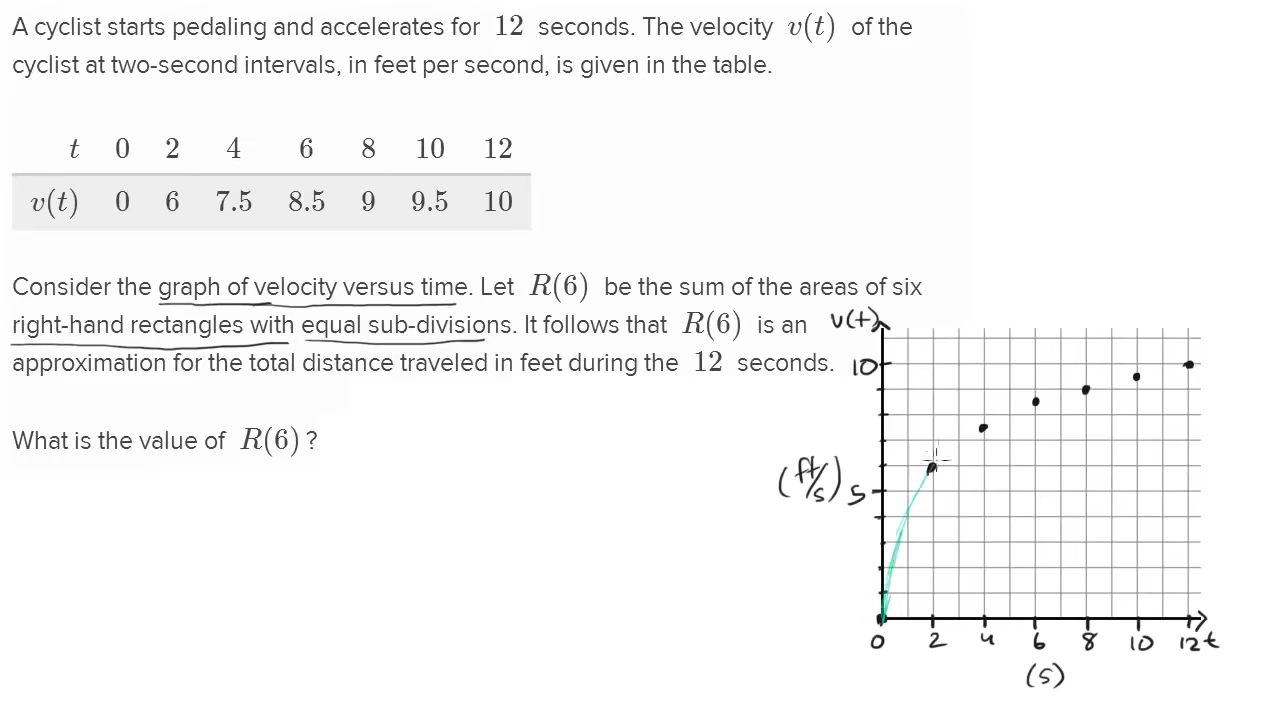 A cyclist starts pedaling and accelerates for 12 seconds. The velocity v(t) of the
cyclist at two-second intervals, in feet per second, is given in the table.
t 0 2 4 6 8 10 12
v(t) 0 6 7.5 8.5 9 9.5 10
Consider the graph of velocity versus time. Let R(6) be the sum of the areas of six
right-hand rectangles with equal sub-divisions. It follows that R(6) is an
approximation for the total distance traveled in feet during the 12 seconds.
What is the value of R(6)?
v(t)
10
(ft/s) 5
0 2 4 6 8 10 12 t
(s)